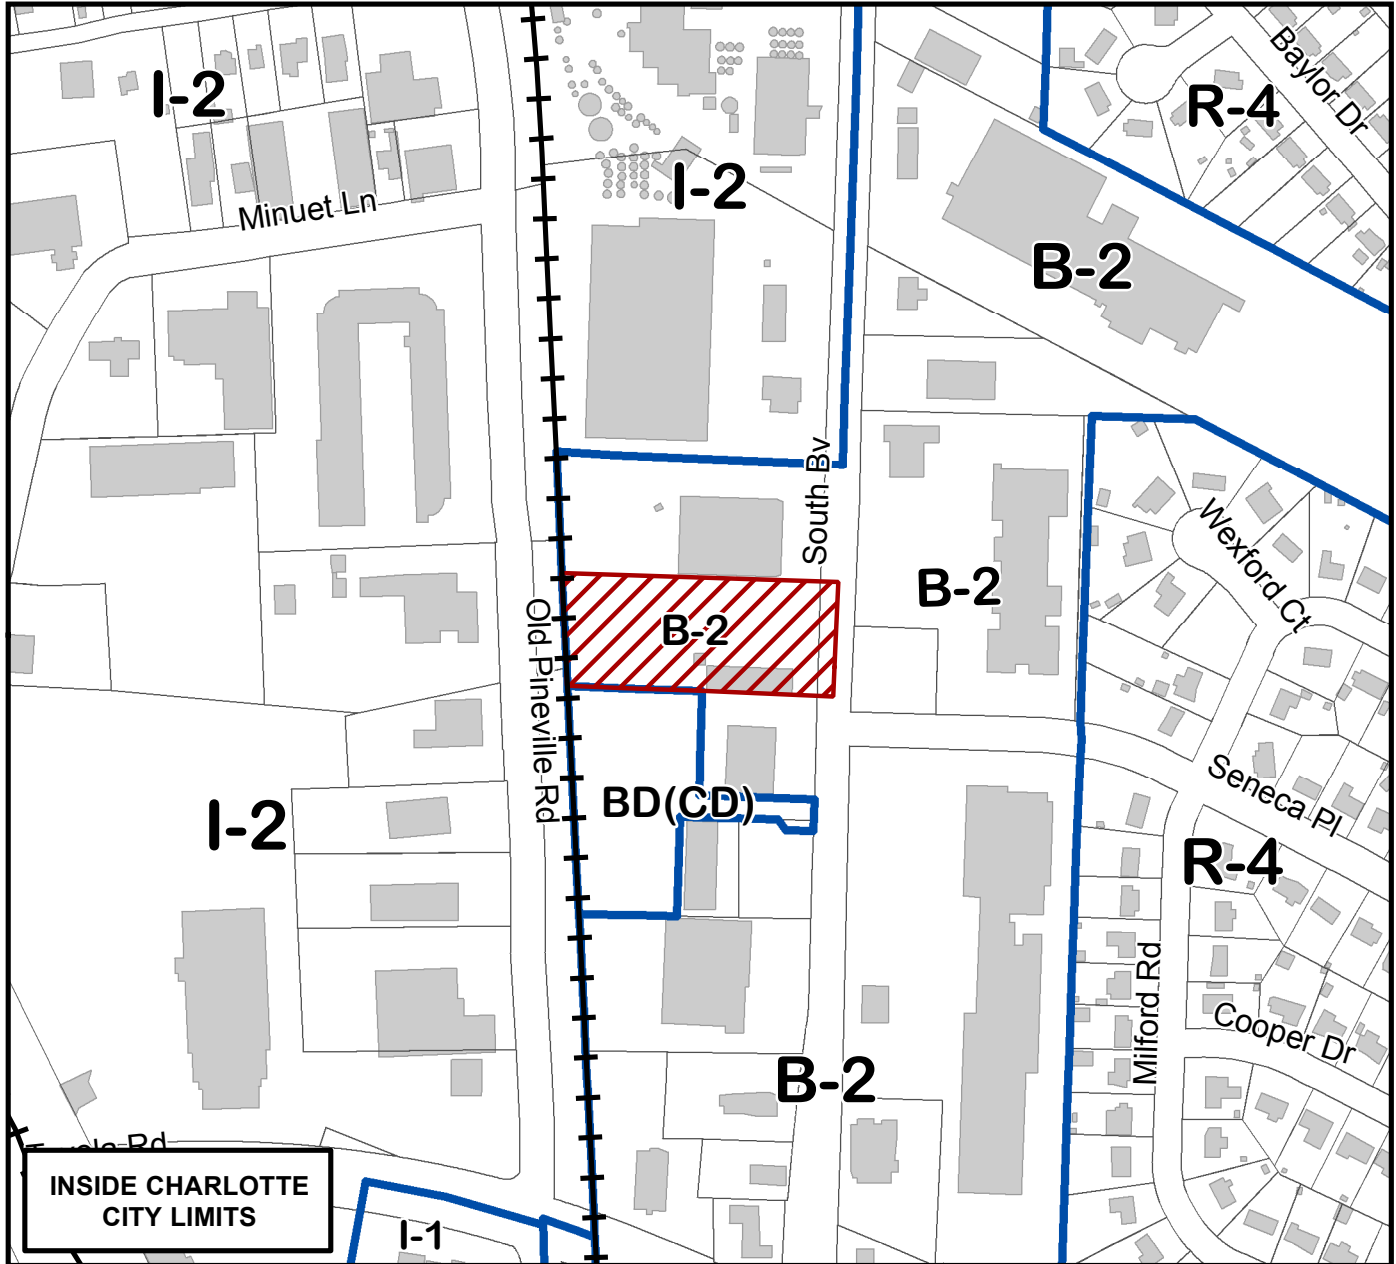 Baylor Dr
I-2
R-4
I-2
Minuet Ln
B-2
South Bv
Wexford Ct
B-2
B-2
Old Pineville Rd
Seneca Pl
BD(CD)
I-2
R-4
Milford Rd
Cooper Dr
B-2
Rd
INSIDE CHARLOTTE
CITY LIMITS
I-1